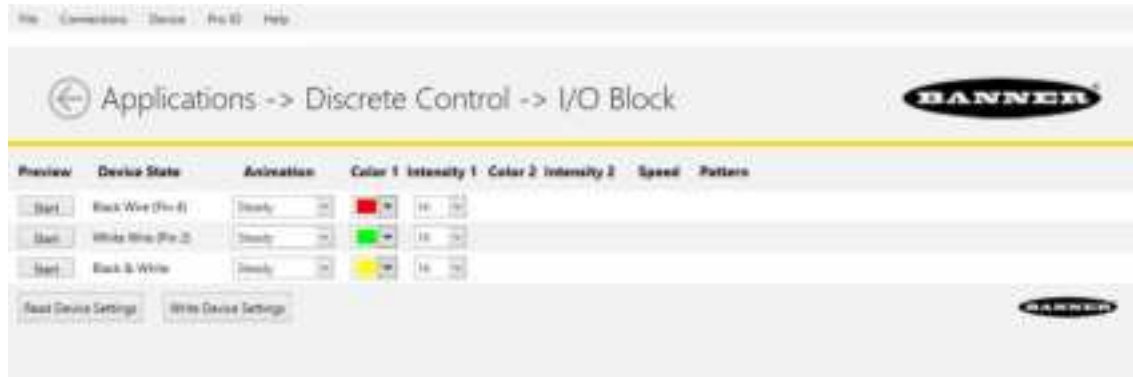 File Connections Device Pro ID Help
Applications -> Discrete Control -> I/O Block
BANNER
Preview Device State Animation Color 1 Intensity 1 Color 2 Intensity 2 Speed Pattern
Start Black Wire (Pin 4) Steady
Start White Wire (Pin 2) Steady
Start Black & White Steady
Read Device Settings Write Device Settings
BANNER